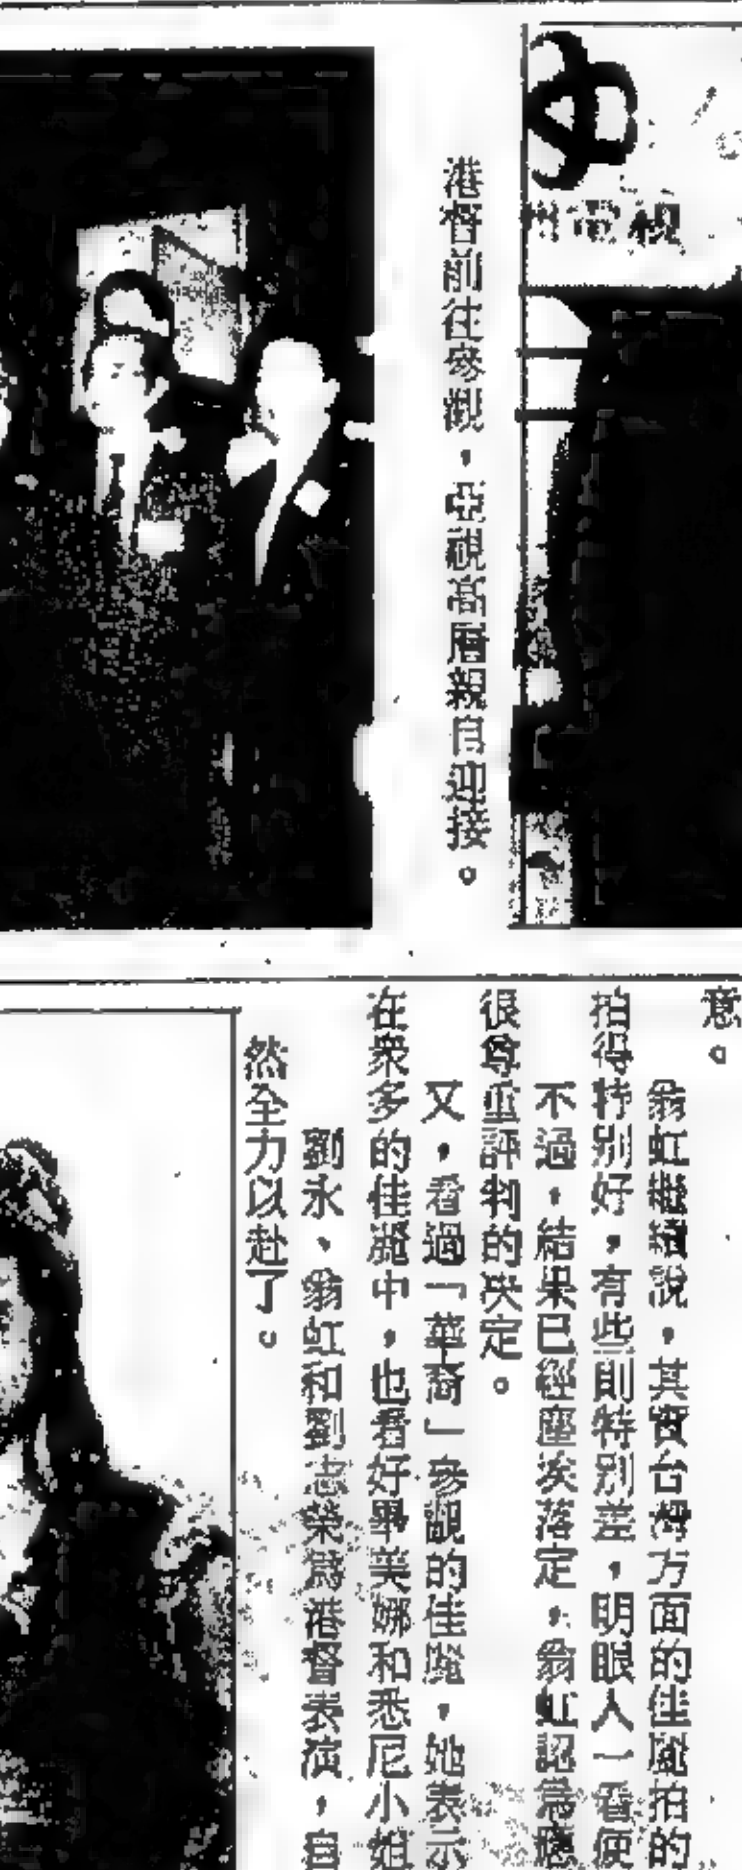 州電視
港督前往參觀，亞視高層親自迎接。
意。
翁虹繼續說，其實台灣方面的佳麗拍的
拍得特別好，有些則特別差，明眼人一看便
不過，結果已經塵埃落定，翁虹認為應
很尊重評判的決定。
又，看過「華裔」參觀的佳麗，她表示
在衆多的佳麗中，也看好畢美娜和悉尼小姐
劉永、翁虹和劉志榮為港督表演，自
然全力以赴了。